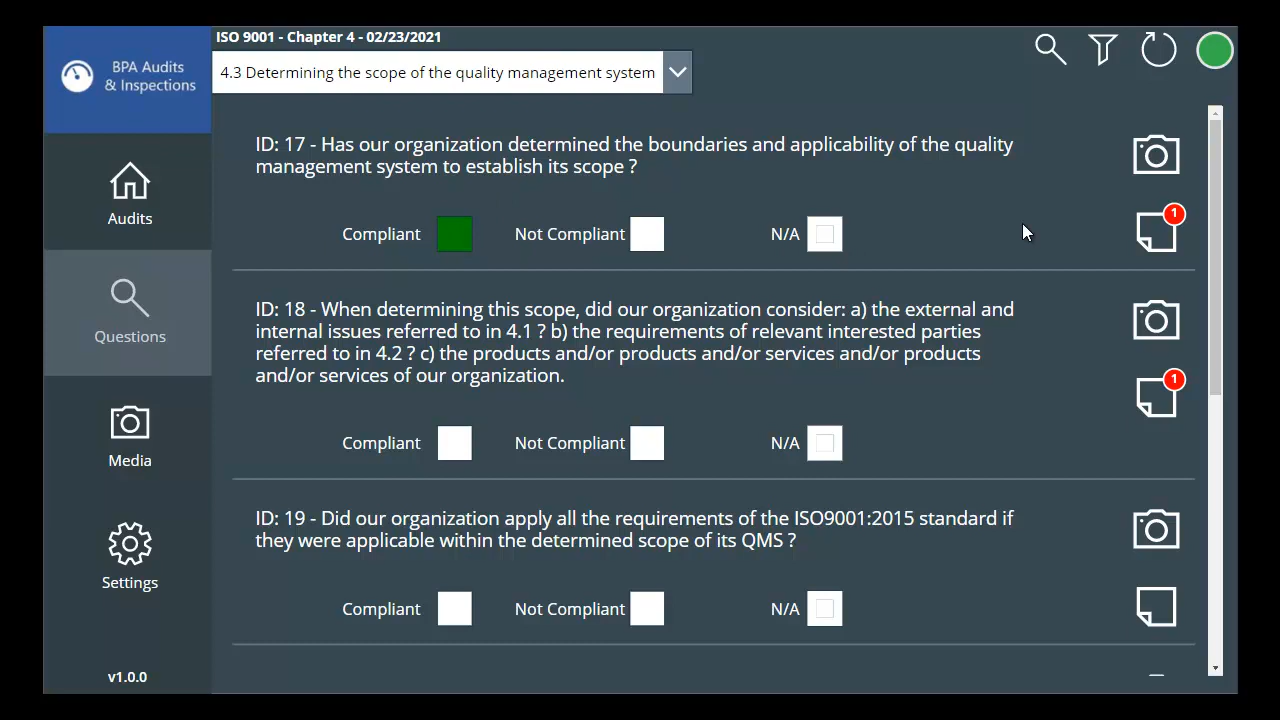 BPA Audits
& Inspections
ISO 9001 - Chapter 4 - 02/23/2021
4.3 Determining the scope of the quality management system
Audits
Questions
Media
Settings
v1.0.0
ID: 17 - Has our organization determined the boundaries and applicability of the quality
management system to establish its scope ?
1
Compliant Not Compliant N/A
ID: 18 - When determining this scope, did our organization consider: a) the external and
internal issues referred to in 4.1 ? b) the requirements of relevant interested parties
referred to in 4.2 ? c) the products and/or products and/or services and/or products
and/or services of our organization.
1
Compliant Not Compliant N/A
ID: 19 - Did our organization apply all the requirements of the ISO9001:2015 standard if
they were applicable within the determined scope of its QMS ?
Compliant Not Compliant N/A